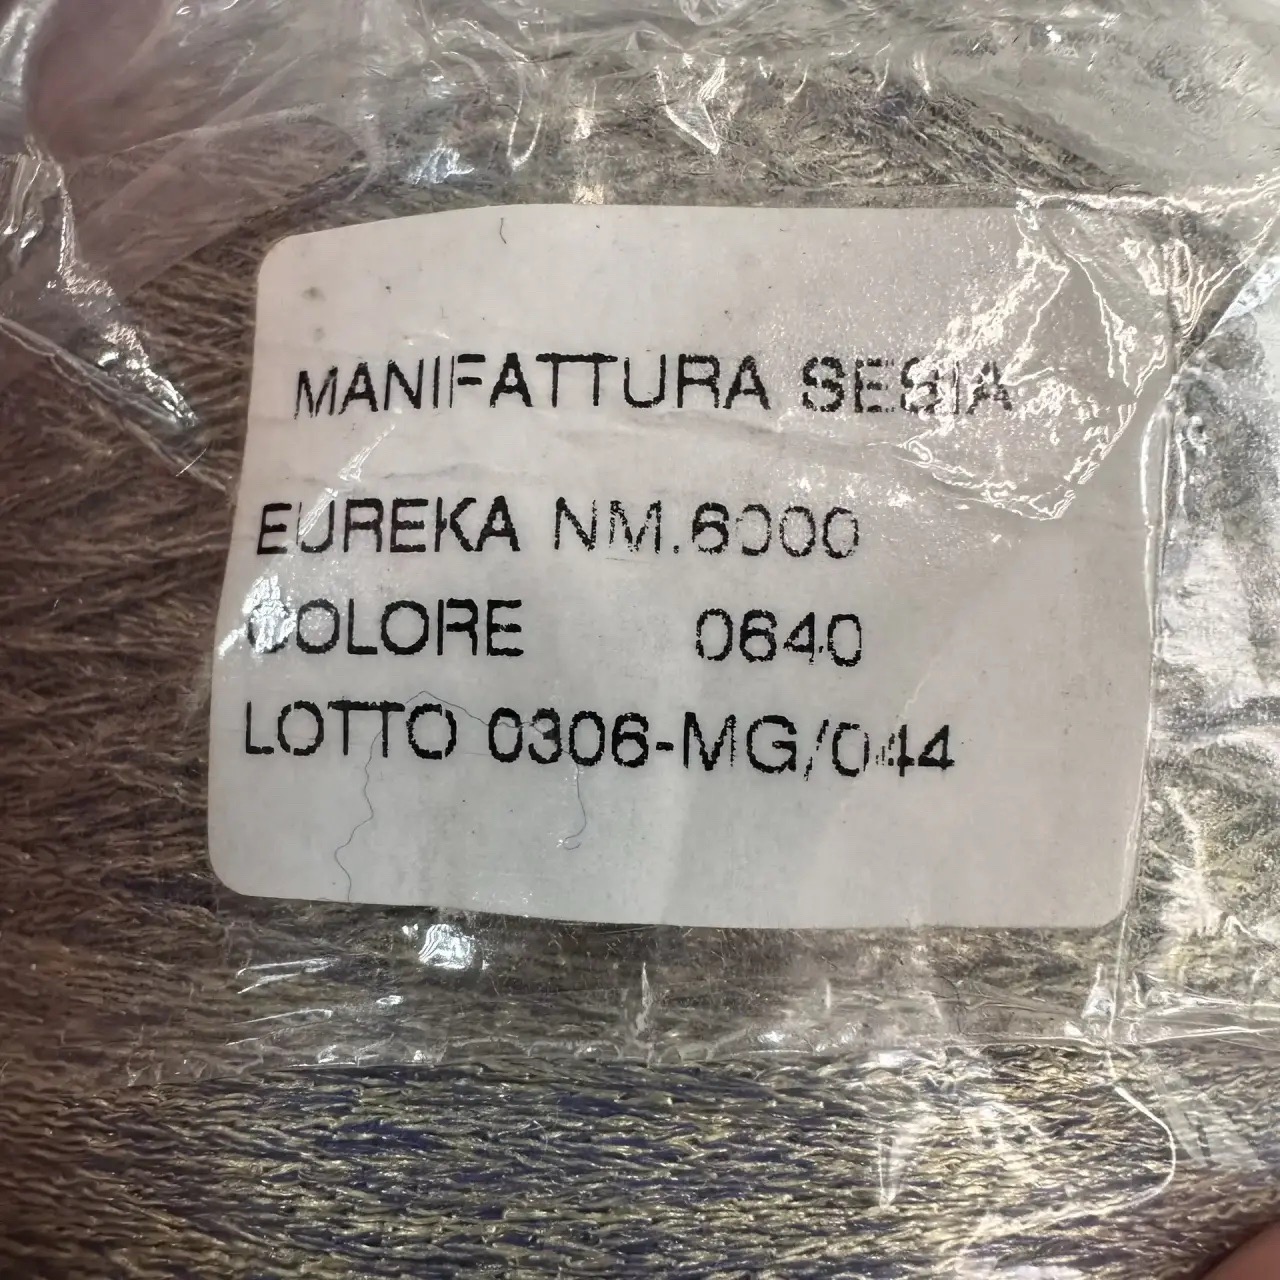 MANIFATTURA SESIA
EUREKA NM.6000
COLORE 0640
LOTTO 0306-MG/044